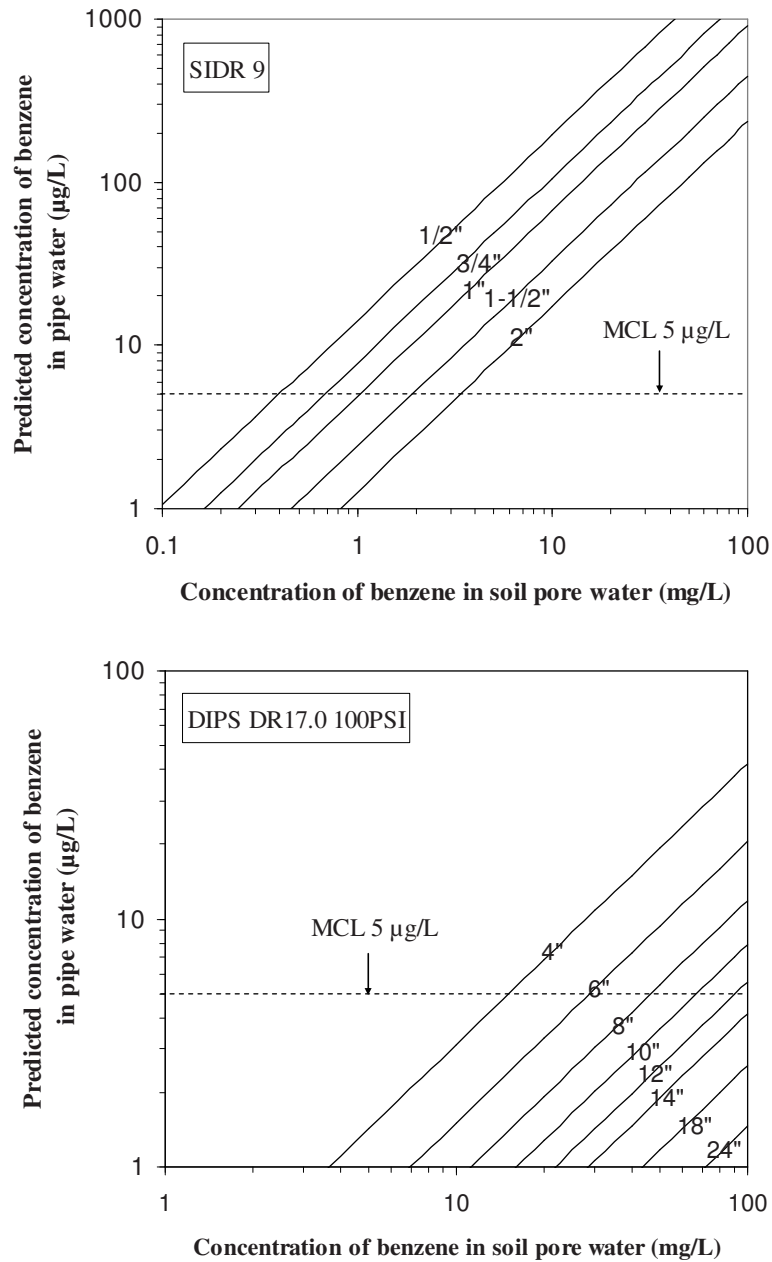 1000
100
10
1
SIDR 9
1/2"
3/4"
1"
1-1/2"
2"
MCL 5 µg/L
0.1
1
10
100
Predicted concentration of benzene
in pipe water (µg/L)
Concentration of benzene in soil pore water (mg/L)
100
10
1
DIPS DR17.0 100PSI
MCL 5 µg/L
4"
6"
8"
10"
12"
14"
18"
24"
1
10
100
Predicted concentration of benzene
in pipe water (µg/L)
Concentration of benzene in soil pore water (mg/L)